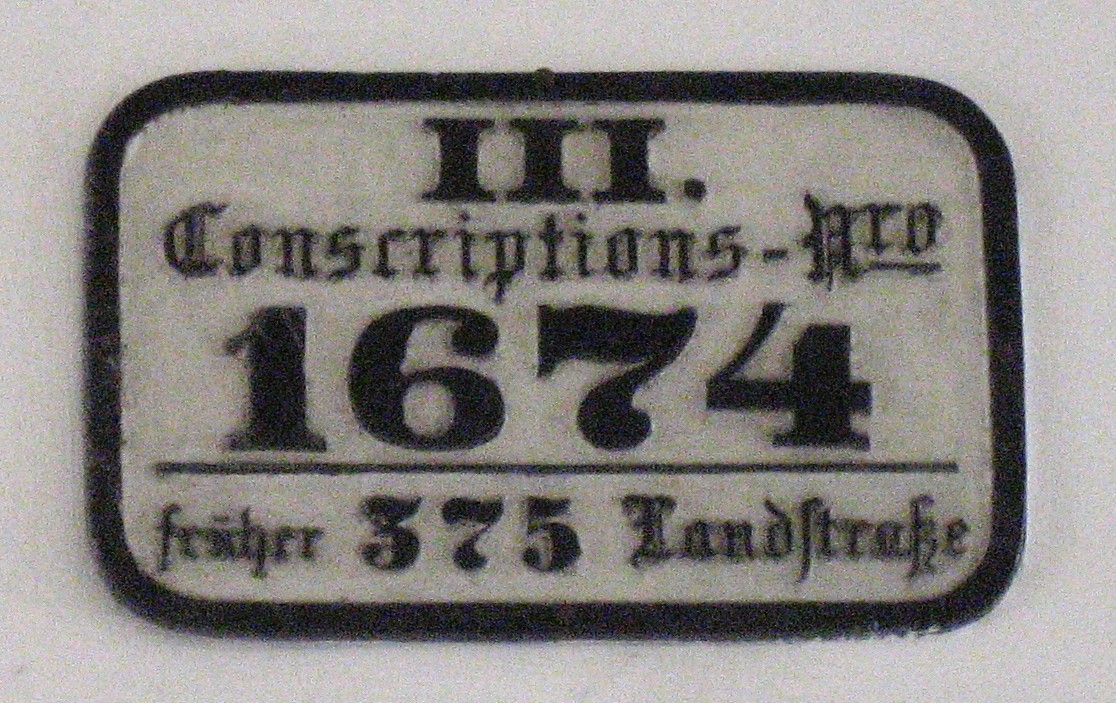 III.
Conscriptions-Nro
1674
früher 375 Landſtraße